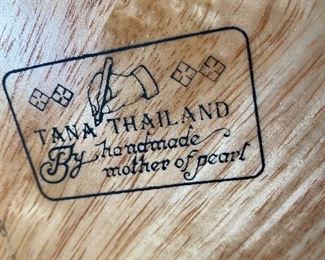 TANA THAILAND
By handmade
mother of pearl